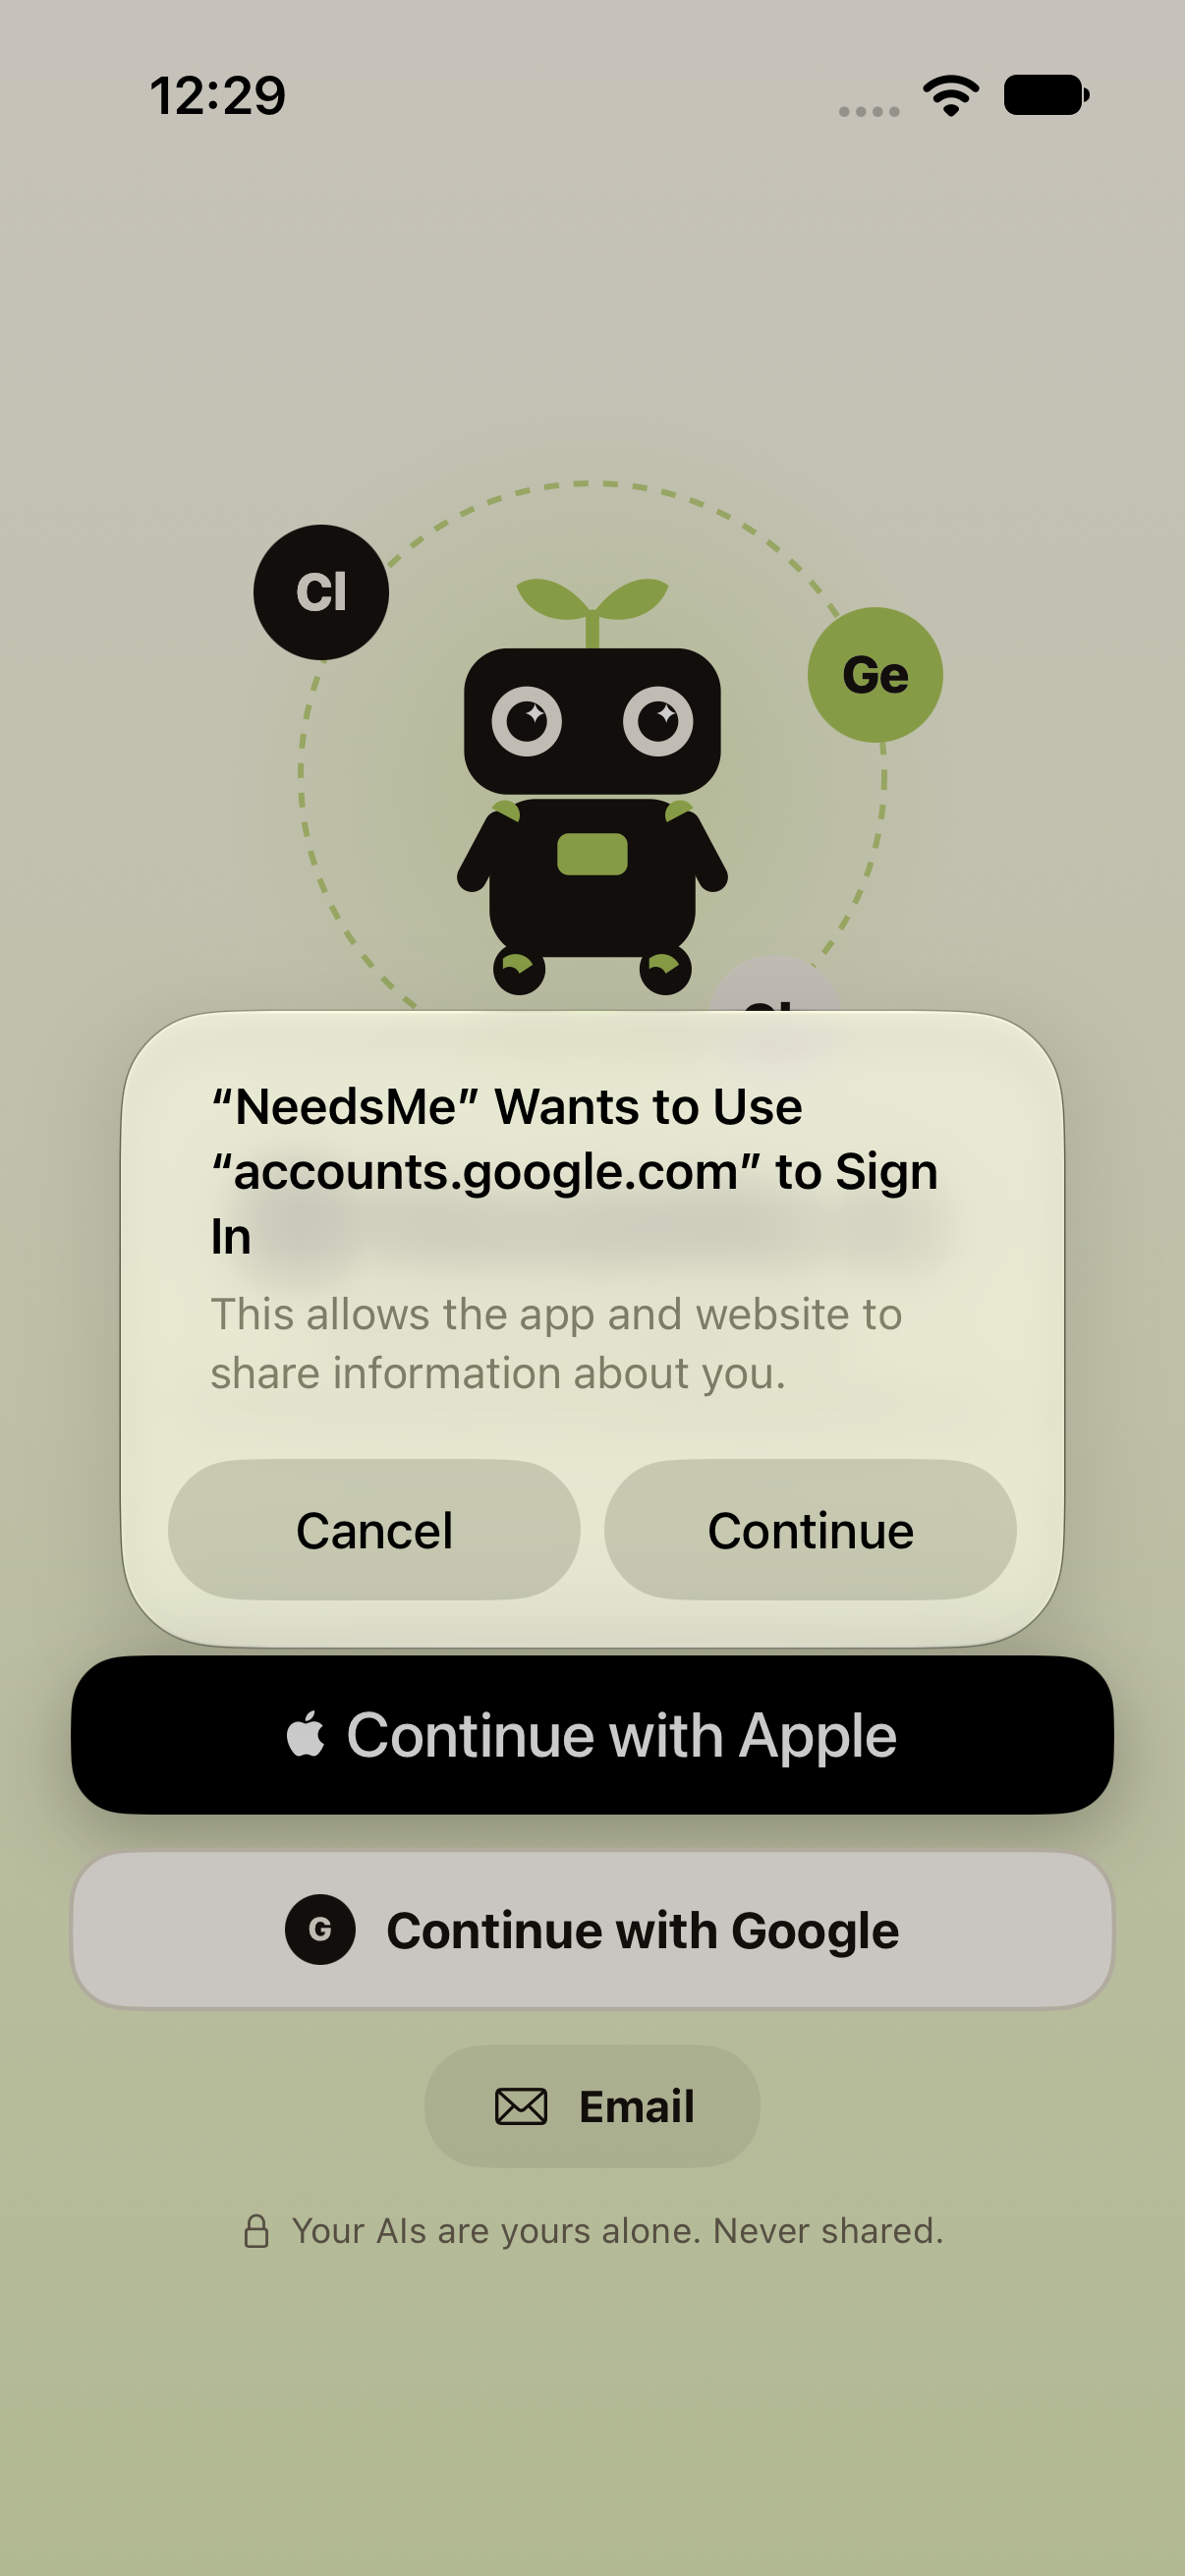 12:29
Cl
Ge
“NeedsMe” Wants to Use
“accounts.google.com” to Sign
In
This allows the app and website to
share information about you.
Cancel
Continue
Continue with Apple
G
Continue with Google
Email
Your AIs are yours alone. Never shared.